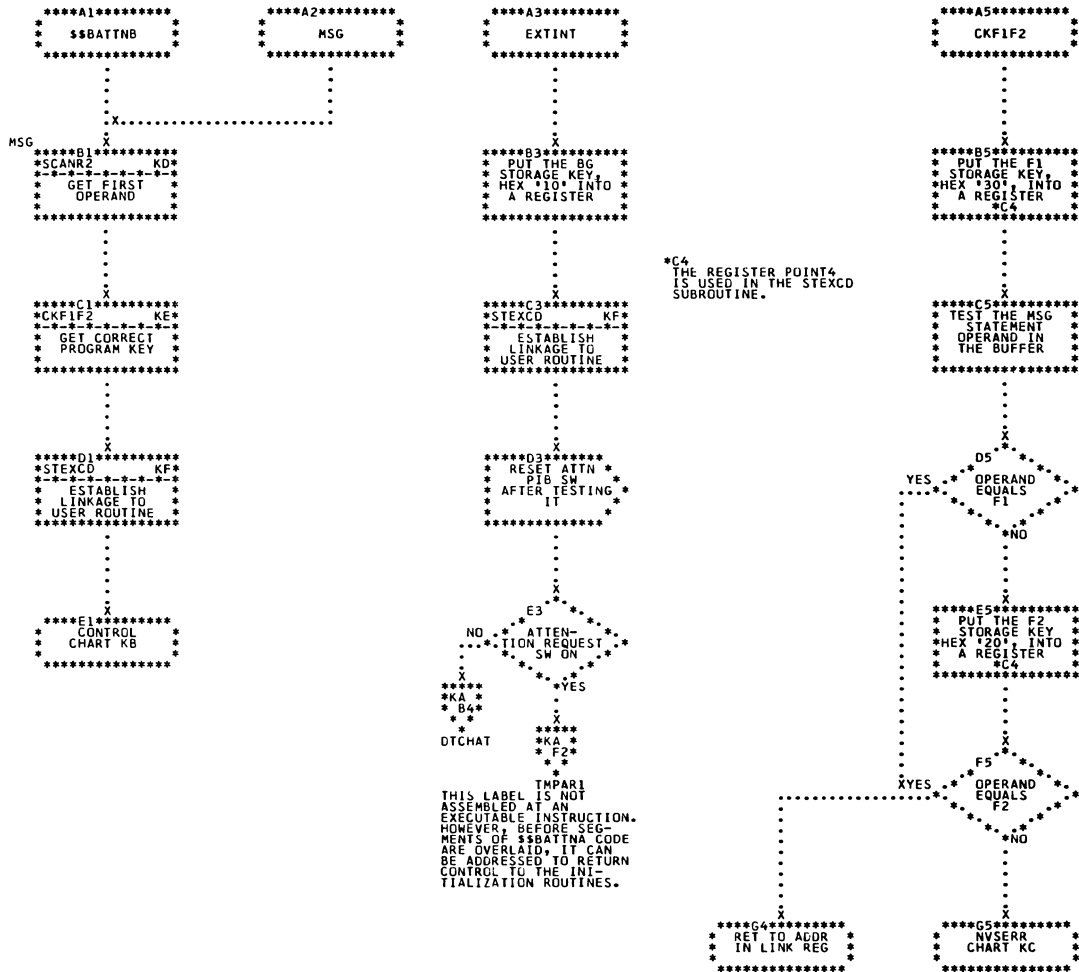 A1
$$BATTNB
A2
MSG
A3
EXTINT
A5
CKF1F2
MSG
B1
SCANR2 KD
GET FIRST
OPERAND
C1
CKF1F2 KE
GET CORRECT
PROGRAM KEY
D1
STEXCD KF
ESTABLISH
LINKAGE TO
USER ROUTINE
E1
CONTROL
CHART KB
B3
PUT THE BG
STORAGE KEY,
HEX '10' INTO
A REGISTER
C3
STEXCD KF
ESTABLISH
LINKAGE TO
USER ROUTINE
D3
RESET ATTN
PIB SW
AFTER TESTING
IT
E3
ATTEN-
TION REQUEST
SW ON
NO
YES
KA
B4
DTCHAT
KA
F2
TMPAR1
THIS LABEL IS NOT
ASSEMBLED AT AN
EXECUTABLE INSTRUCTION.
HOWEVER, BEFORE SEG-
MENTS OF $$BATTNA CODE
ARE OVERLAID, IT CAN
BE ADDRESSED TO RETURN
CONTROL TO THE INI-
TIALIZATION ROUTINES.
*C4
THE REGISTER POINT4
IS USED IN THE STEXCD
SUBROUTINE.
B5
PUT THE F1
STORAGE KEY,
HEX '30', INTO
A REGISTER
*C4
C5
TEST THE MSG
STATEMENT
OPERAND IN
THE BUFFER
D5
OPERAND
EQUALS
F1
YES
NO
E5
PUT THE F2
STORAGE KEY
HEX '20', INTO
A REGISTER
*C4
F5
OPERAND
EQUALS
F2
YES
NO
G4
RET TO ADDR
IN LINK REG
G5
NVSERR
CHART KC